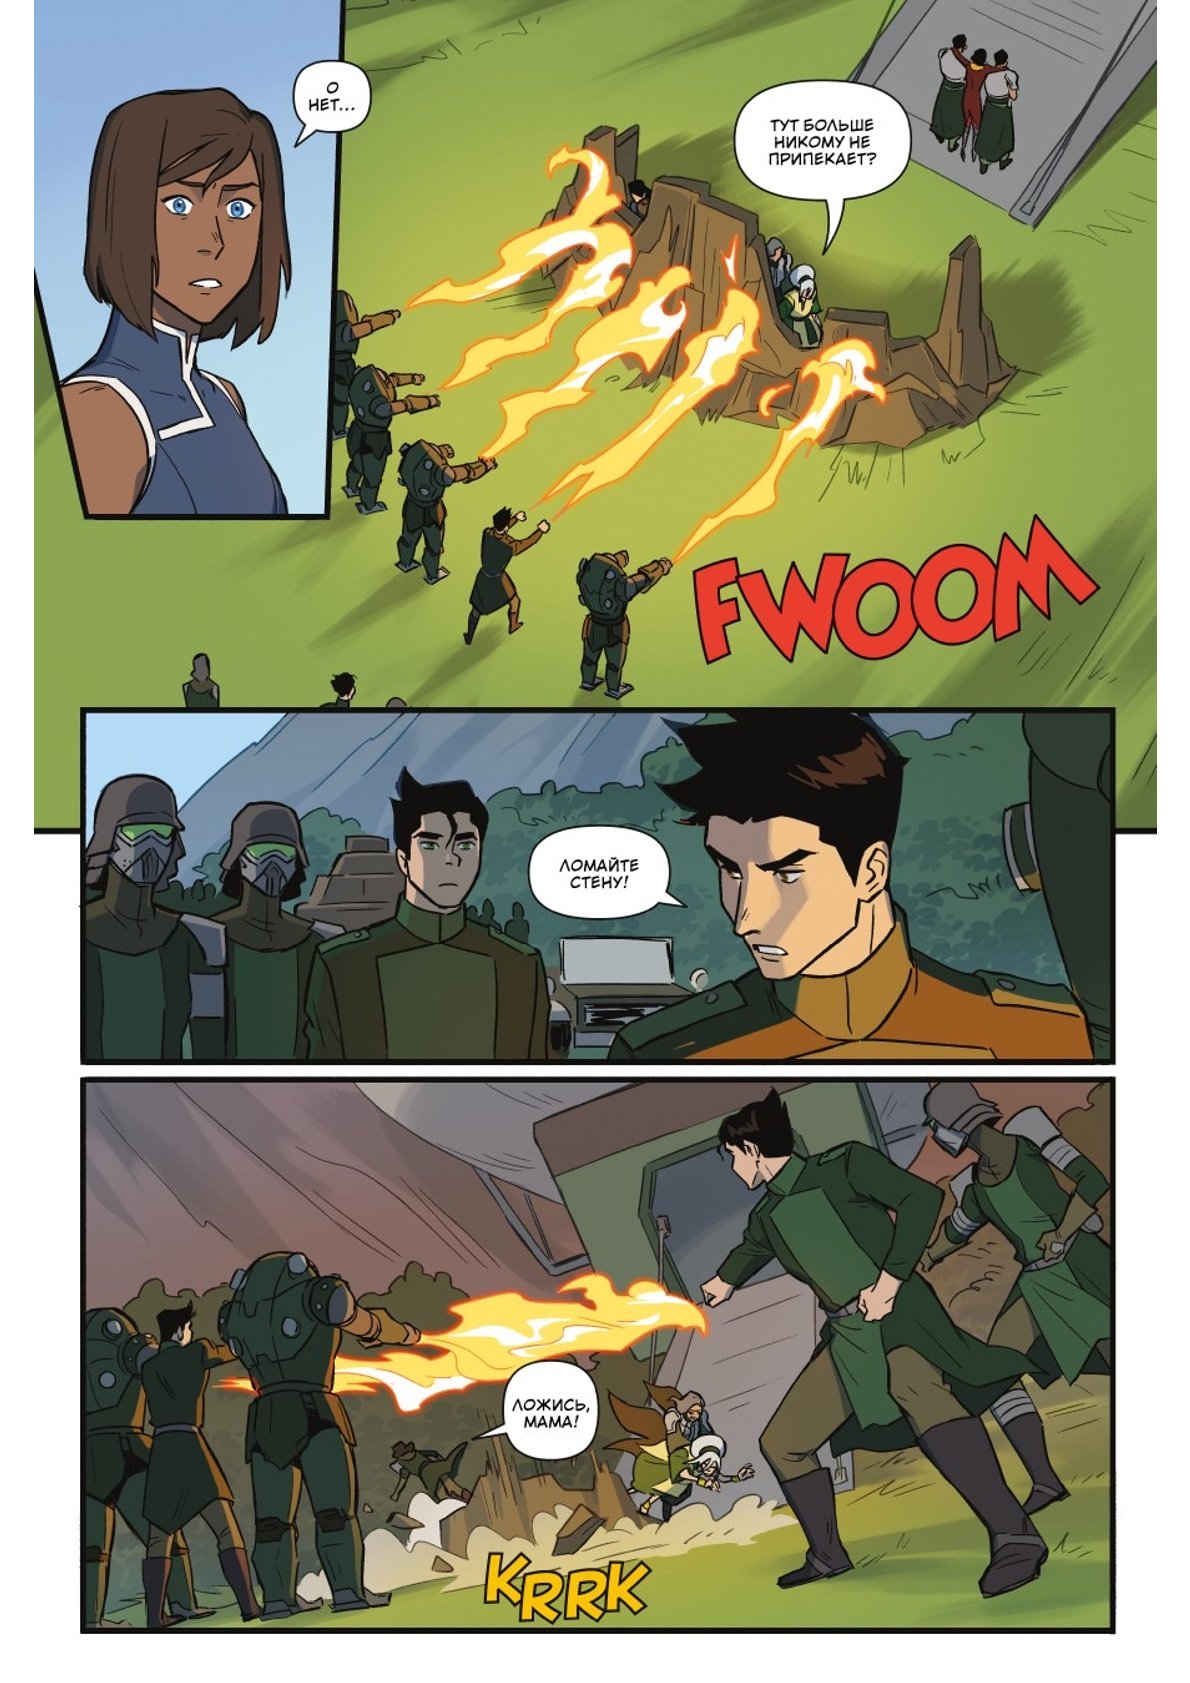 О
НЕТ...
ТУТ БОЛЬШЕ
НИКОМУ НЕ
ПРИПЕКАЕТ?
FWOOM
ЛОМАЙТЕ
СТЕНУ!
ЛОЖИСЬ,
МАМА!
KRRK